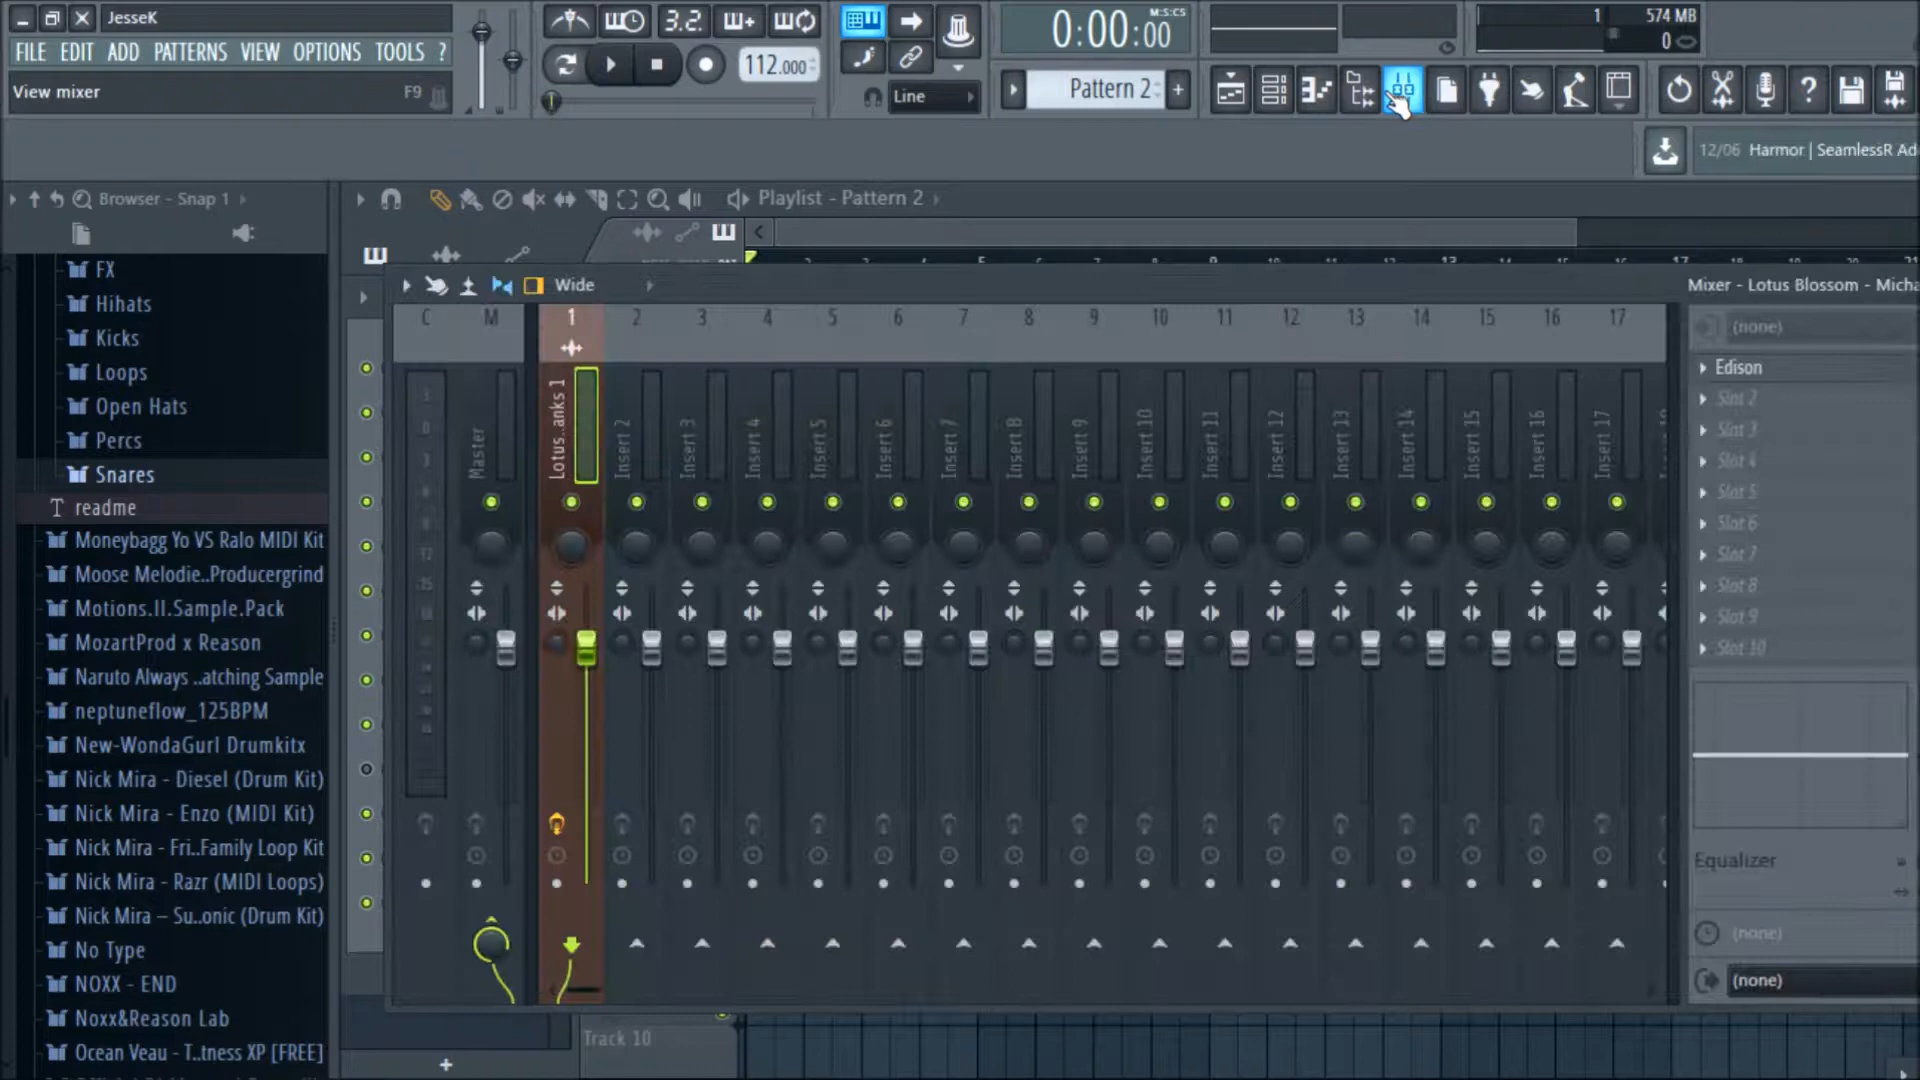 JesseK
FILE EDIT ADD PATTERNS VIEW OPTIONS TOOLS ?
View mixer F9
3.2.
112.000
Line
0:00:00
M:S:CS
Pattern 2
+
1
574 MB
0
12/06 Harmor | SeamlessR Ad
Browser - Snap 1
FX
Hihats
Kicks
Loops
Open Hats
Percs
Snares
readme
Moneybagg Yo VS Ralo MIDI Kit
Moose Melodie..Producergrind
Motions.II.Sample.Pack
MozartProd x Reason
Naruto Always ..atching Sample
neptuneflow_125BPM
New-WondaGurl Drumkitx
Nick Mira - Diesel (Drum Kit)
Nick Mira - Enzo (MIDI Kit)
Nick Mira - Fri..Family Loop Kit
Nick Mira - Razr (MIDI Loops)
Nick Mira – Su..onic (Drum Kit)
No Type
NOXX - END
Noxx&Reason Lab
Ocean Veau - T..tness XP [FREE]
Playlist - Pattern 2
Wide
C M 1 2 3 4 5 6 7 8 9 10 11 12 13 14 15 16 17
Master
Lotus..anks 1
Insert 2
Insert 3
Insert 4
Insert 5
Insert 6
Insert 7
Insert 8
Insert 9
Insert 10
Insert 11
Insert 12
Insert 13
Insert 14
Insert 15
Insert 16
Insert 17
Mixer - Lotus Blossom - Micha
(none)
Edison
Slot 2
Slot 3
Slot 4
Slot 5
Slot 6
Slot 7
Slot 8
Slot 9
Slot 10
Equalizer
(none)
(none)
Track 10
+